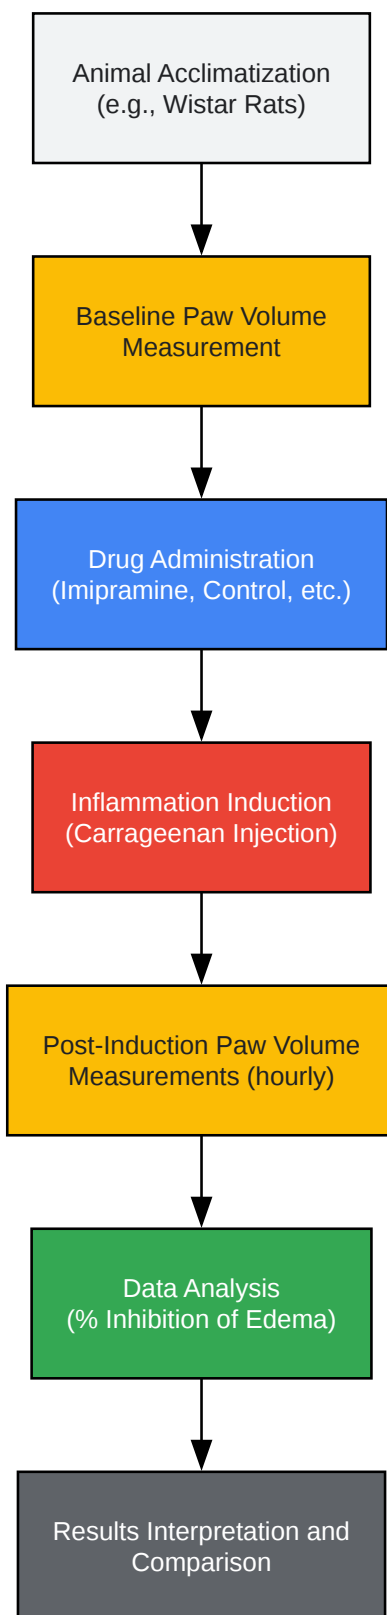 Animal Acclimatization
(e.g., Wistar Rats)
Baseline Paw Volume
Measurement
Drug Administration
(Imipramine, Control, etc.)
Inflammation Induction
(Carrageenan Injection)
Post-Induction Paw Volume
Measurements (hourly)
Data Analysis
(% Inhibition of Edema)
Results Interpretation and
Comparison